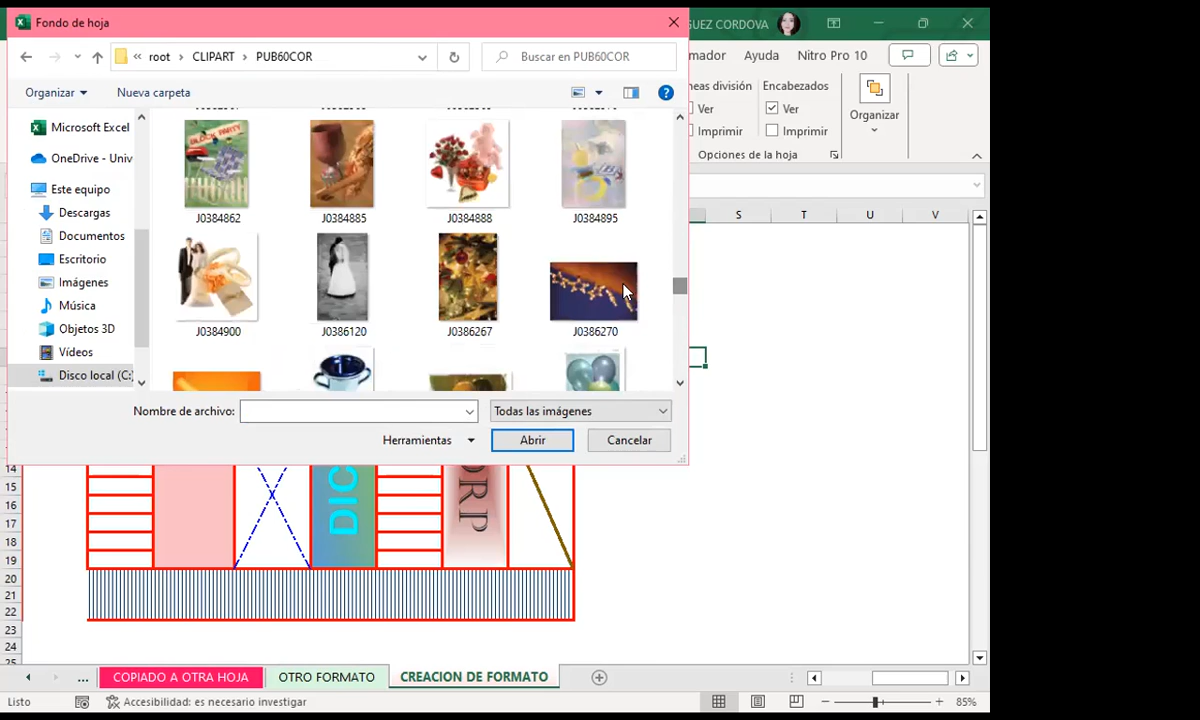 Fondo de hoja
GUEZ CORDOVA
root > CLIPART > PUB60COR
Buscar en PUB60COR
mador Ayuda Nitro Pro 10
Organizar
Nueva carpeta
neas división
Encabezados
Ver
Ver
Imprimir
Imprimir
Organizar
Opciones de la hoja
Microsoft Excel
OneDrive - Univ
Este equipo
Descargas
Documentos
Escritorio
Imágenes
Música
Objetos 3D
Vídeos
Disco local (C:)
BLOCK PARTY
J0384862
J0384885
J0384888
J0384895
J0384900
J0386120
J0386267
J0386270
Nombre de archivo:
Todas las imágenes
Herramientas
Abrir
Cancelar
S T U V
14
15
16
17
18
19
20
21
22
23
24
25
DIC
ORP
... COPIADO A OTRA HOJA OTRO FORMATO CREACION DE FORMATO
Listo
Accesibilidad: es necesario investigar
85%